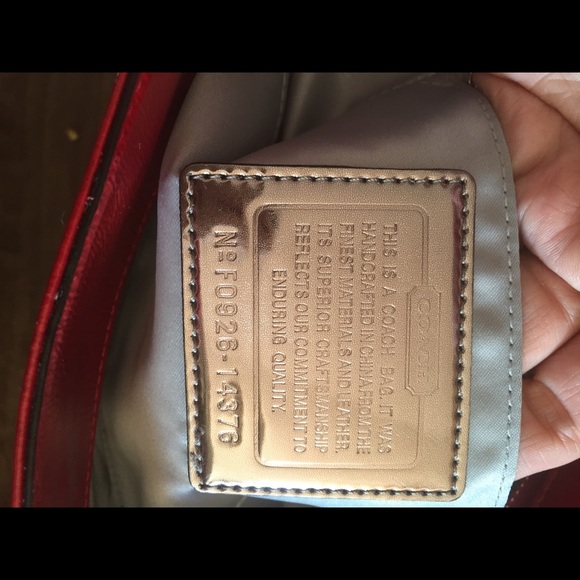 COACH
THIS IS A COACH BAG. IT WAS
HANDCRAFTED IN CHINA FROM THE
FINEST MATERIALS AND LEATHER.
ITS SUPERIOR CRAFTSMANSHIP
REFLECTS OUR COMMITMENT TO
ENDURING QUALITY.
Nº F0926-14376